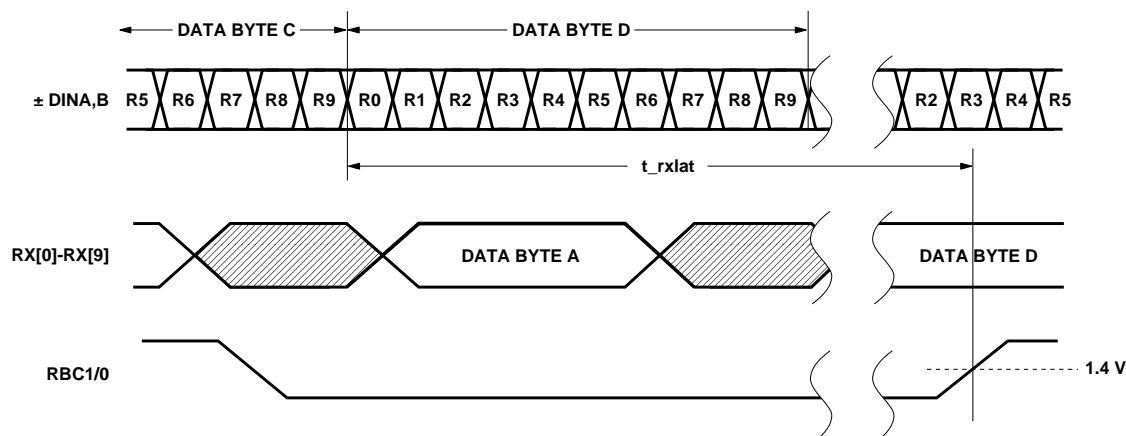 DATA BYTE C DATA BYTE D
± DINA,B R5 R6 R7 R8 R9 R0 R1 R2 R3 R4 R5 R6 R7 R8 R9 R2 R3 R4 R5
t_rxlat
RX[0]-RX[9] DATA BYTE A DATA BYTE D
RBC1/0 1.4 V